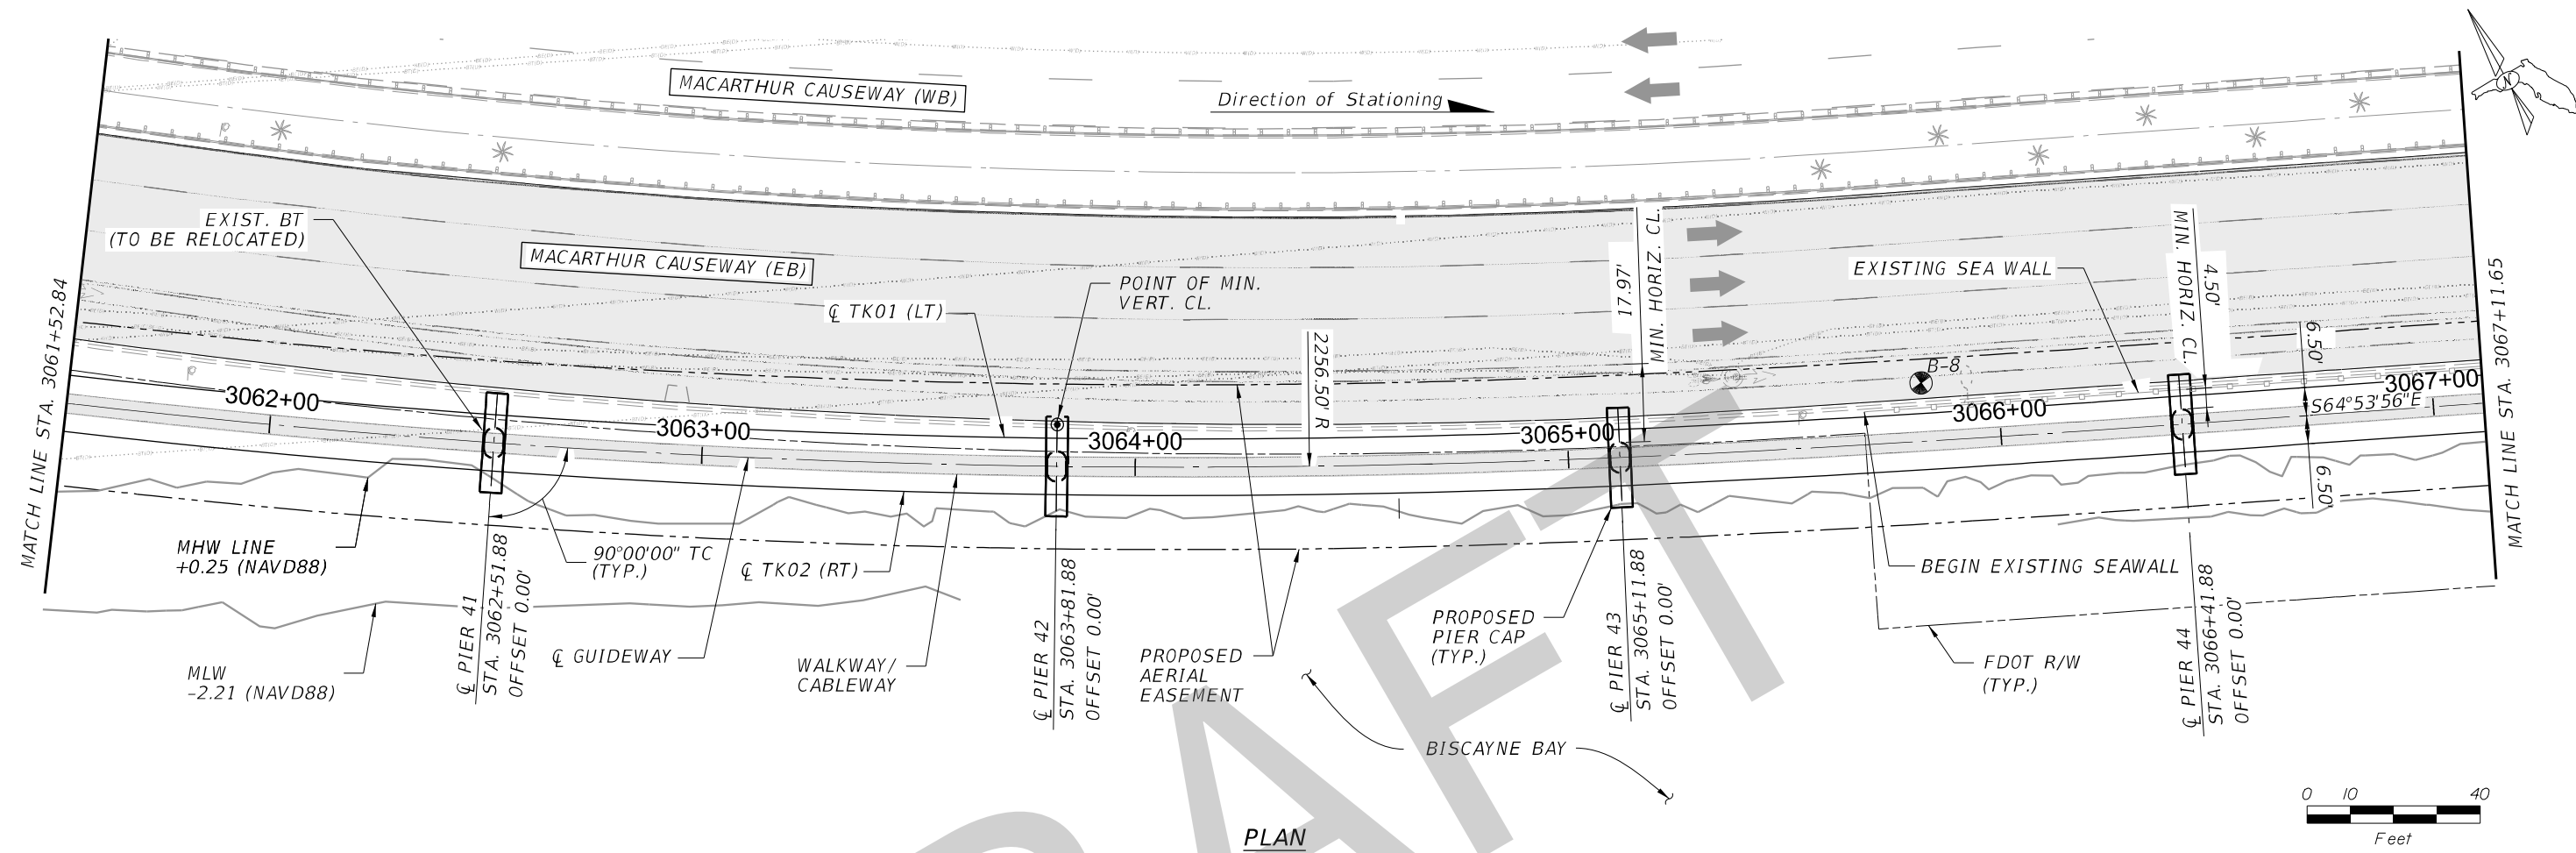 MACARTHUR CAUSEWAY (WB)
Direction of Stationing
N
EXIST. BT
(TO BE RELOCATED)
MACARTHUR CAUSEWAY (EB)
POINT OF MIN.
VERT. CL.
℄ TK01 (LT)
2256.50' R
17.97'
MIN. HORIZ. CL.
EXISTING SEA WALL
MIN. HORIZ. CL.
4.50'
6.50'
6.50'
MATCH LINE STA. 3061+52.84
MATCH LINE STA. 3067+11.65
B-8
3062+00
3063+00
3064+00
3065+00
3066+00
3067+00
S64°53'56"E
MHW LINE
+0.25 (NAVD88)
MLW
-2.21 (NAVD88)
90°00'00" TC
(TYP.)
℄ PIER 41
STA. 3062+51.88
OFFSET 0.00'
℄ GUIDEWAY
℄ TK02 (RT)
WALKWAY/
CABLEWAY
℄ PIER 42
STA. 3063+81.88
OFFSET 0.00'
PROPOSED
AERIAL
EASEMENT
PROPOSED
PIER CAP
(TYP.)
℄ PIER 43
STA. 3065+11.88
OFFSET 0.00'
BEGIN EXISTING SEAWALL
FDOT R/W
(TYP.)
℄ PIER 44
STA. 3066+41.88
OFFSET 0.00'
BISCAYNE BAY
0 10 40
Feet
PLAN
DRAFT